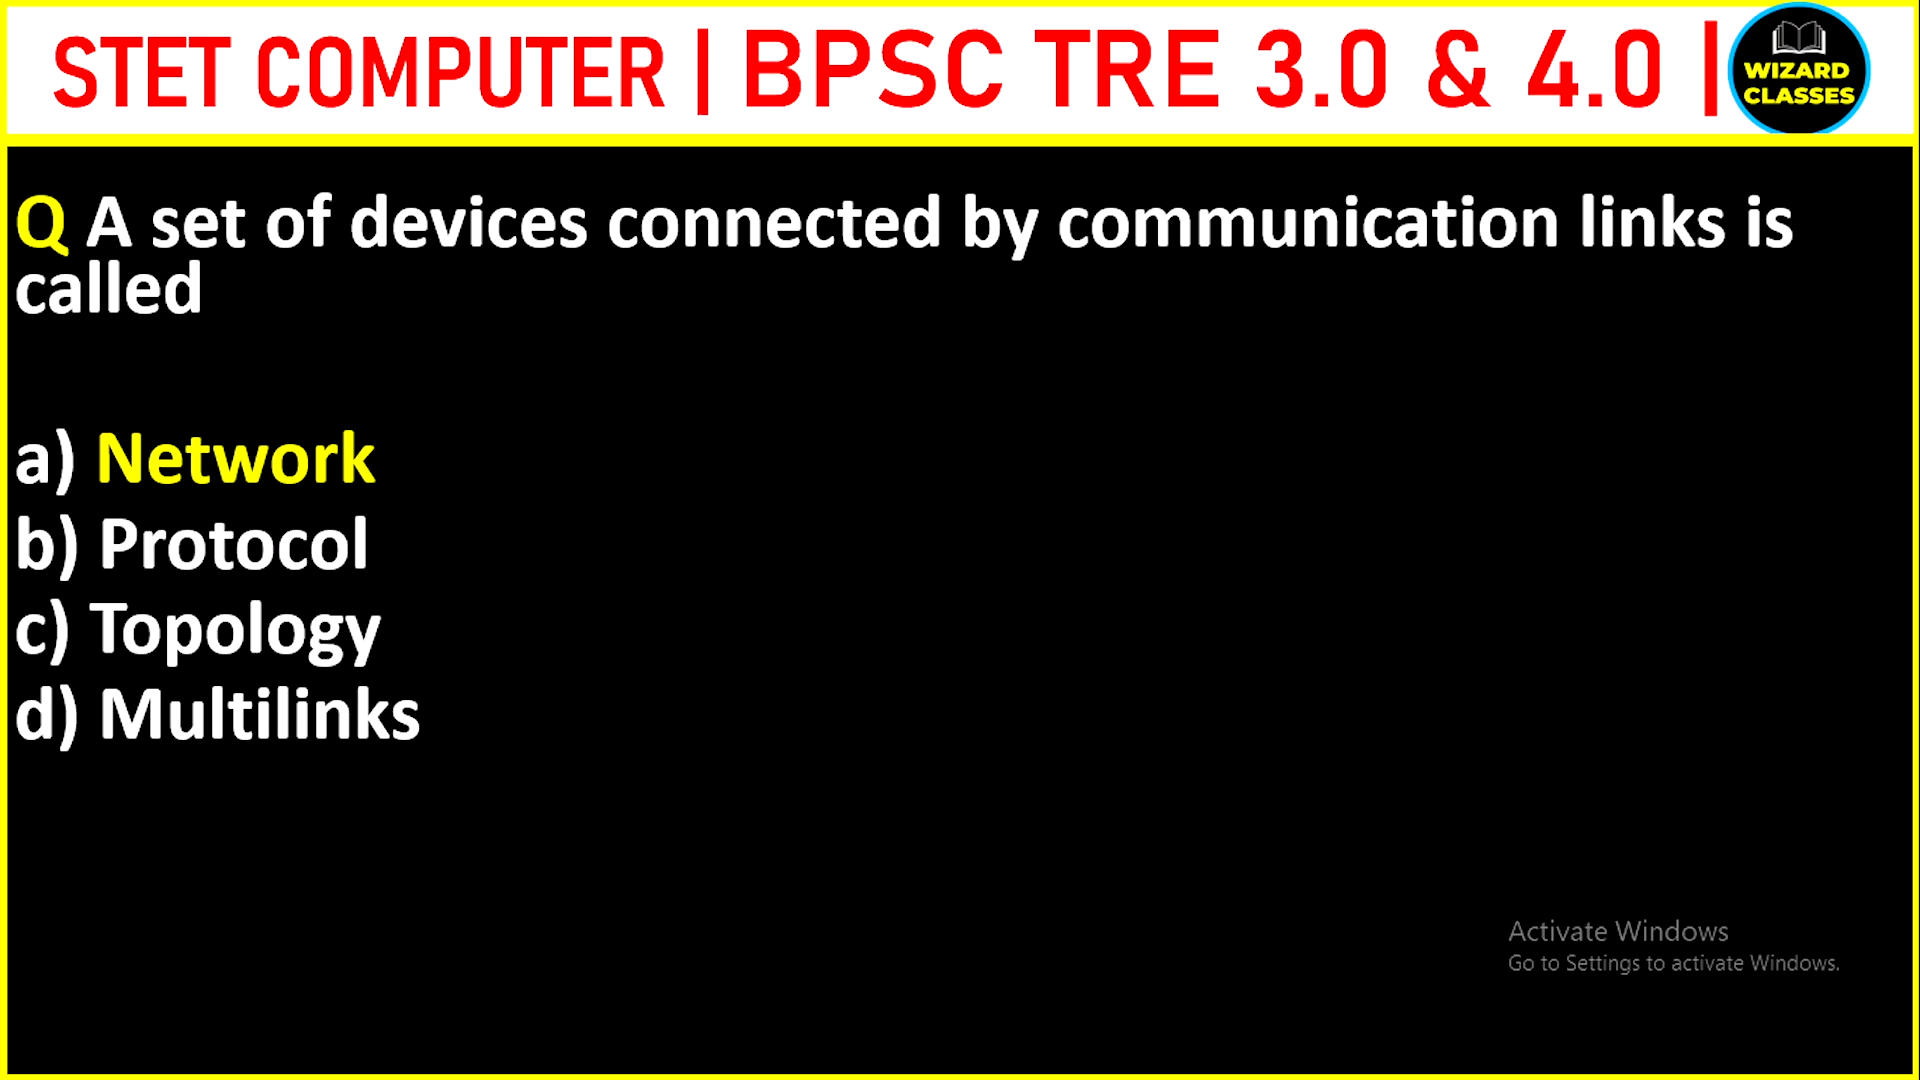 STET COMPUTER | BPSC TRE 3.0 & 4.0 |
WIZARD
CLASSES
Q A set of devices connected by communication links is
called
a) Network
b) Protocol
c) Topology
d) Multilinks
Activate Windows
Go to Settings to activate Windows.